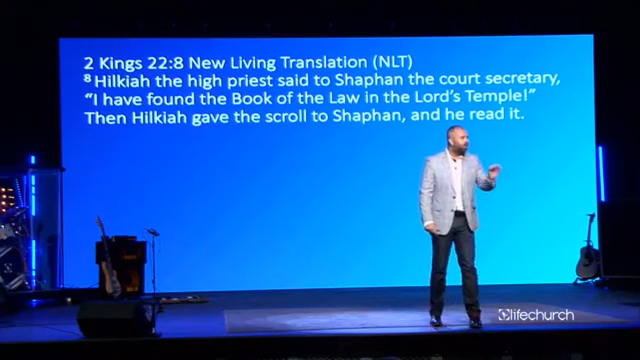 2 Kings 22:8 New Living Translation (NLT)
8 Hilkiah the high priest said to Shaphan the court secretary,
“I have found the Book of the Law in the Lord’s Temple!”
Then Hilkiah gave the scroll to Shaphan, and he read it.
lifechurch